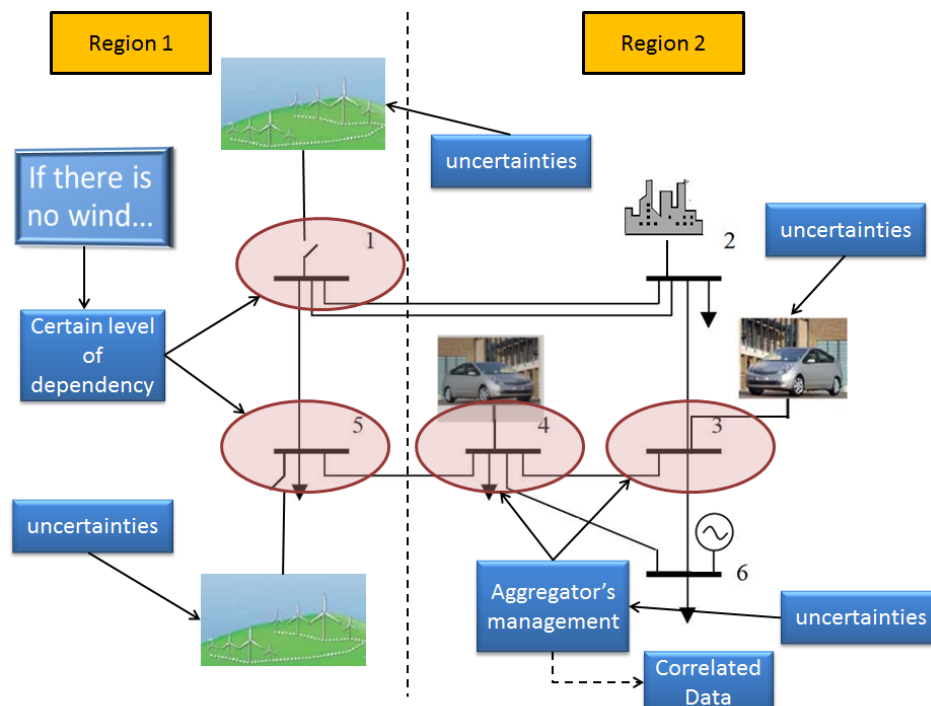 Region 1
Region 2
uncertainties
If there is
no wind...
1
2
uncertainties
Certain level
of
dependency
5
4
3
uncertainties
6
Aggregator's
management
uncertainties
Correlated
Data